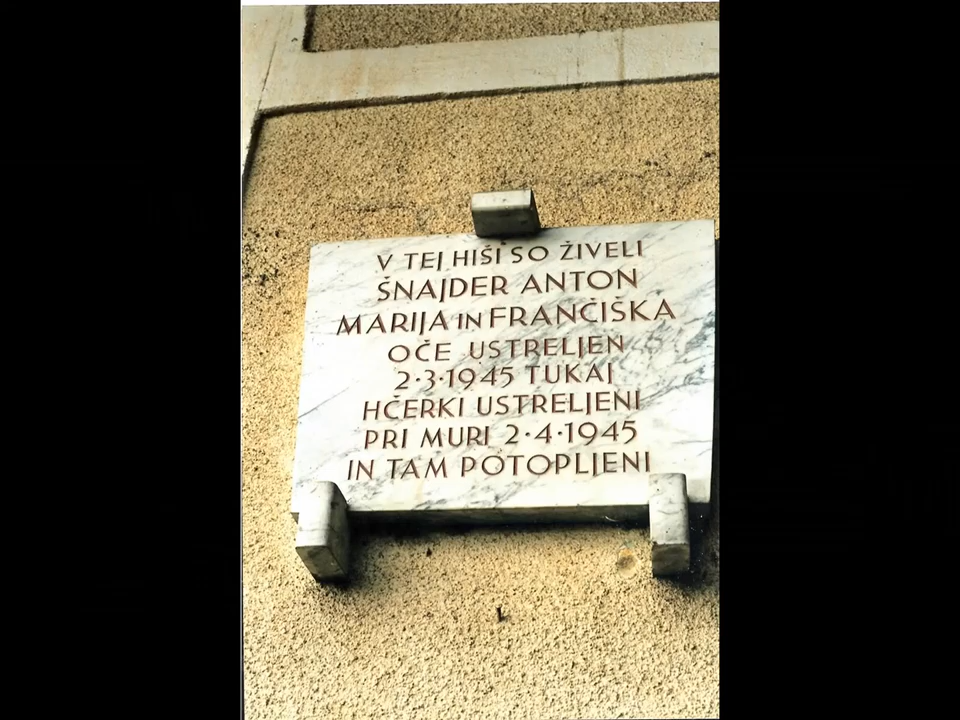 V TEJ HIŠI SO ŽIVELI
ŠNAJDER ANTON
MARIJA IN FRANČIŠKA
OČE USTRELJEN
2·3·1945 TUKAJ
HČERKI USTRELJENI
PRI MURI 2·4·1945
IN TAM POTOPLJENI